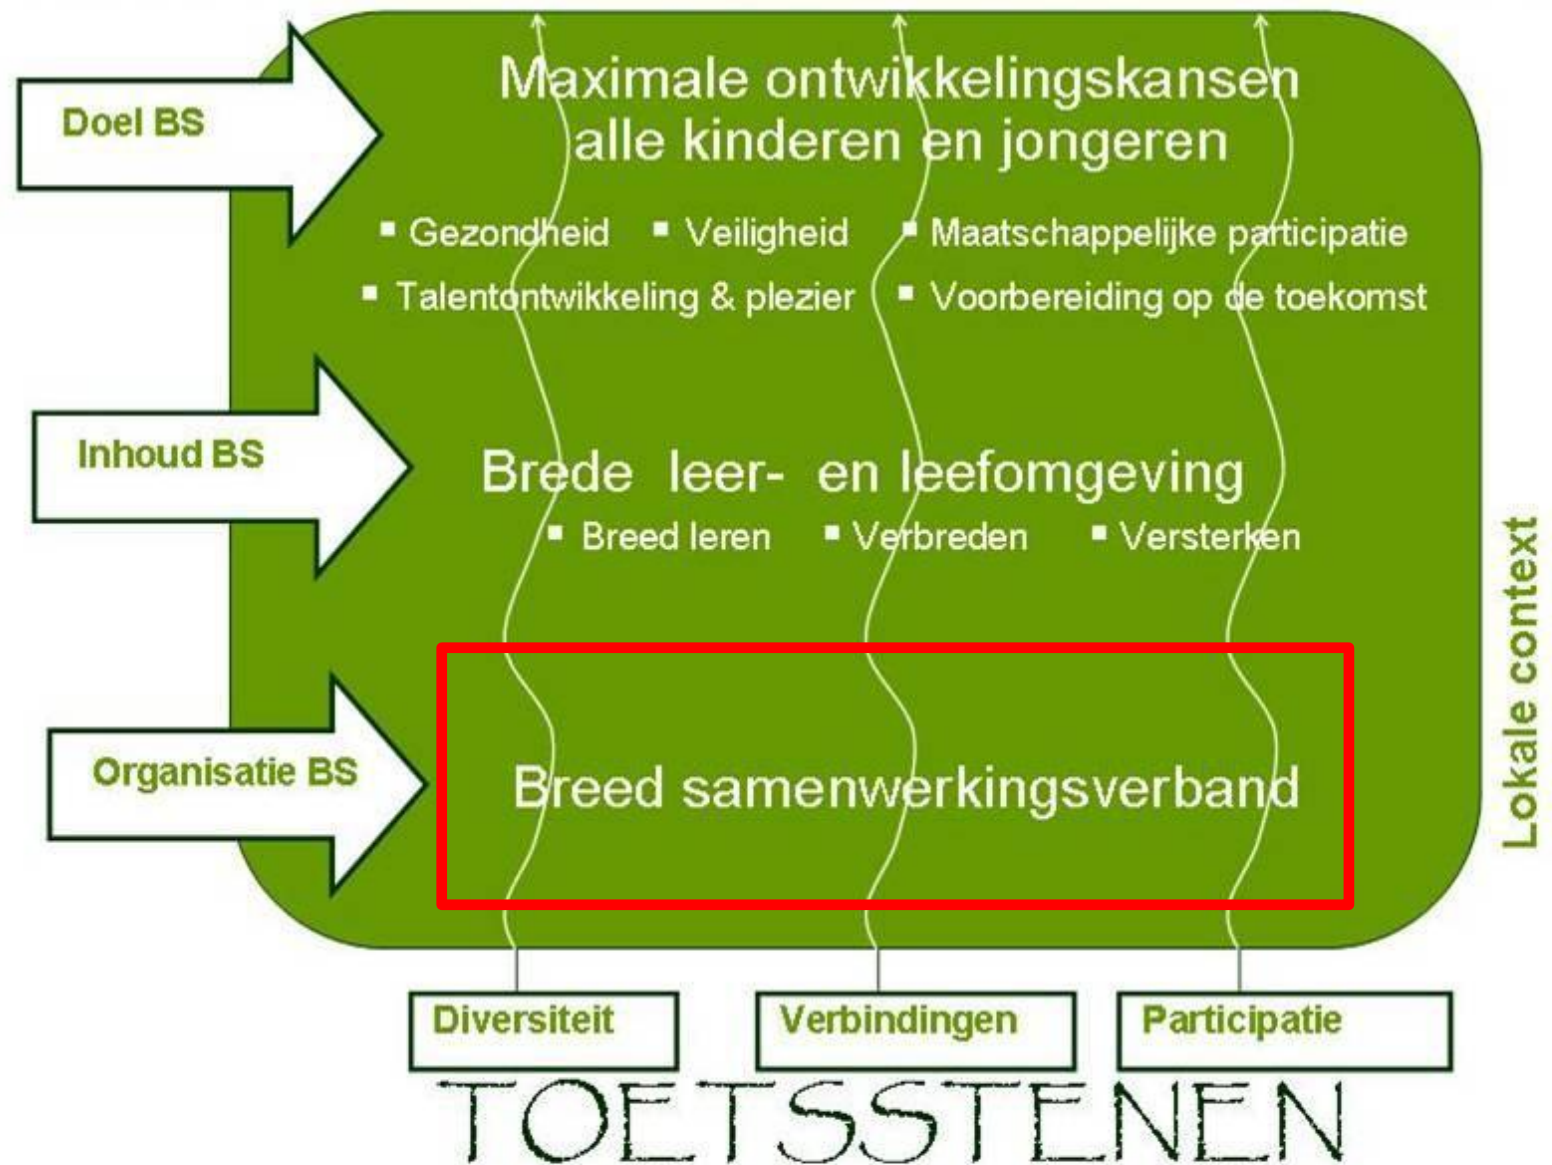 Doel BS
Maximale ontwikkelingskansen
alle kinderen en jongeren
▪ Gezondheid ▪ Veiligheid ▪ Maatschappelijke participatie
▪ Talentontwikkeling & plezier ▪ Voorbereiding op de toekomst
Inhoud BS
Brede leer- en leefomgeving
▪ Breed leren ▪ Verbreden ▪ Versterken
Organisatie BS
Breed samenwerkingsverband
Lokale context
Diversiteit
Verbindingen
Participatie
TOETSSTENEN